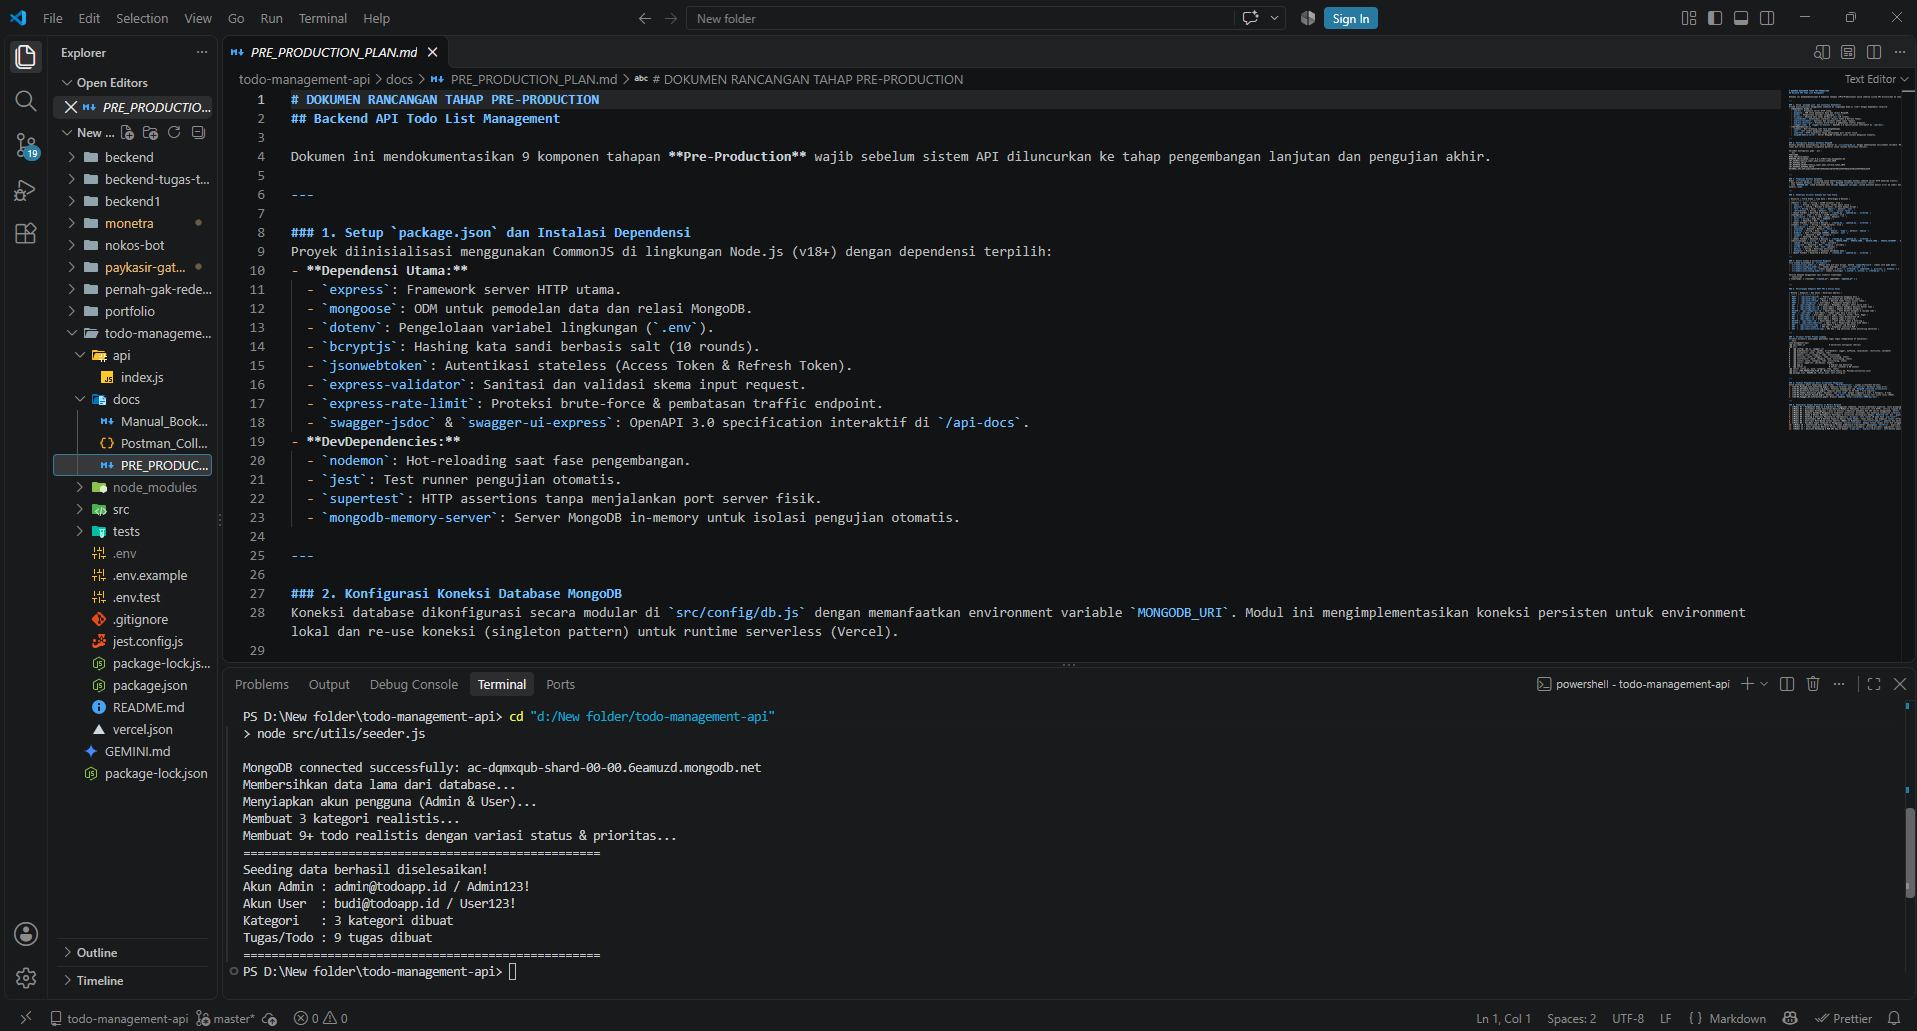 File Edit Selection View Go Run Terminal Help
New folder
Sign In
Explorer
Open Editors
PRE_PRODUCTIO...
New ...
beckend
beckend-tugas-t...
beckend1
monetra
nokos-bot
paykasir-gat...
pernah-gak-rede...
portfolio
todo-manageme...
api
index.js
docs
Manual_Book...
Postman_Coll...
PRE_PRODUC...
node_modules
src
tests
.env
.env.example
.env.test
.gitignore
jest.config.js
package-lock.js...
package.json
README.md
vercel.json
GEMINI.md
package-lock.json
Outline
Timeline
19
PRE_PRODUCTION_PLAN.md
todo-management-api > docs > PRE_PRODUCTION_PLAN.md > # DOKUMEN RANCANGAN TAHAP PRE-PRODUCTION
Text Editor
1 # DOKUMEN RANCANGAN TAHAP PRE-PRODUCTION
2 ## Backend API Todo List Management
3
4 Dokumen ini mendokumentasikan 9 komponen tahapan **Pre-Production** wajib sebelum sistem API diluncurkan ke tahap pengembangan lanjutan dan pengujian akhir.
5
6 ---
7
8 ### 1. Setup `package.json` dan Instalasi Dependensi
9 Proyek diinisialisasi menggunakan CommonJS di lingkungan Node.js (v18+) dengan dependensi terpilih:
10 - **Dependensi Utama:**
11 - `express`: Framework server HTTP utama.
12 - `mongoose`: ODM untuk pemodelan data dan relasi MongoDB.
13 - `dotenv`: Pengelolaan variabel lingkungan (`.env`).
14 - `bcryptjs`: Hashing kata sandi berbasis salt (10 rounds).
15 - `jsonwebtoken`: Autentikasi stateless (Access Token & Refresh Token).
16 - `express-validator`: Sanitasi dan validasi skema input request.
17 - `express-rate-limit`: Proteksi brute-force & pembatasan traffic endpoint.
18 - `swagger-jsdoc` & `swagger-ui-express`: OpenAPI 3.0 specification interaktif di `/api-docs`.
19 - **DevDependencies:**
20 - `nodemon`: Hot-reloading saat fase pengembangan.
21 - `jest`: Test runner pengujian otomatis.
22 - `supertest`: HTTP assertions tanpa menjalankan port server fisik.
23 - `mongodb-memory-server`: Server MongoDB in-memory untuk isolasi pengujian otomatis.
24
25 ---
26
27 ### 2. Konfigurasi Koneksi Database MongoDB
28 Koneksi database dikonfigurasi secara modular di `src/config/db.js` dengan memanfaatkan environment variable `MONGODB_URI`. Modul ini mengimplementasikan koneksi persisten untuk environment
lokal dan re-use koneksi (singleton pattern) untuk runtime serverless (Vercel).
29
Problems Output Debug Console Terminal Ports
powershell - todo-management-api
PS D:\New folder\todo-management-api> cd "d:/New folder/todo-management-api"
> node src/utils/seeder.js
MongoDB connected successfully: ac-dqmxqub-shard-00-00.6eamuzd.mongodb.net
Membersihkan data lama dari database...
Menyiapkan akun pengguna (Admin & User)...
Membuat 3 kategori realistis...
Membuat 9+ todo realistis dengan variasi status & prioritas...
===================================================
Seeding data berhasil diselesaikan!
Akun Admin : admin@todoapp.id / Admin123!
Akun User : budi@todoapp.id / User123!
Kategori : 3 kategori dibuat
Tugas/Todo : 9 tugas dibuat
===================================================
PS D:\New folder\todo-management-api>
todo-management-api master* 0 0
Ln 1, Col 1 Spaces: 2 UTF-8 LF { } Markdown Prettier